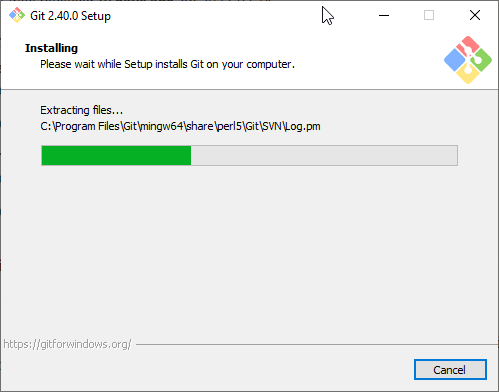 Git 2.40.0 Setup
Installing
Please wait while Setup installs Git on your computer.
Extracting files...
C:\Program Files\Git\mingw64\share\perl5\Git\SVN\Log.pm
https://gitforwindows.org/
Cancel